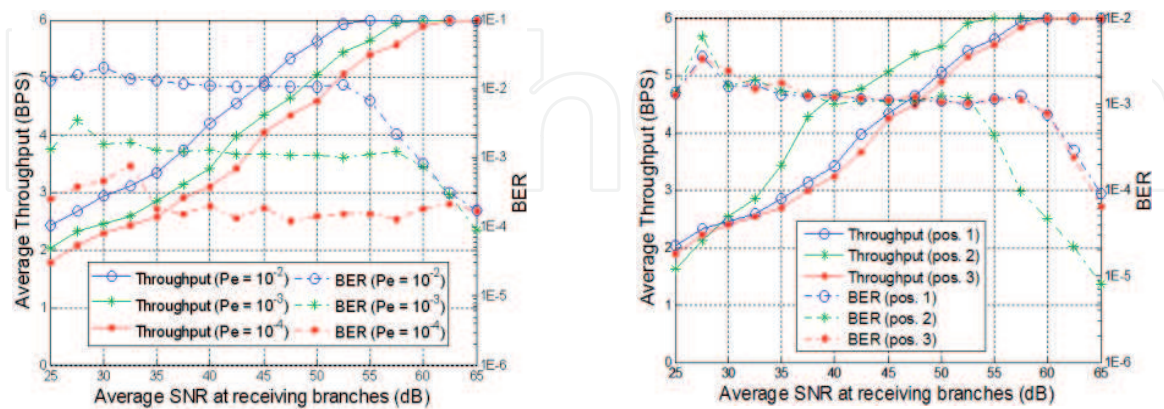 Average Throughput (BPS)
6
5
4
3
2
1
0
25 30 35 40 45 50 55 60 65
Average SNR at receiving branches (dB)
1E-1
1E-2
1E-3
1E-4
1E-5
1E-6
BER
Throughput (Pe = 10-2)
Throughput (Pe = 10-3)
Throughput (Pe = 10-4)
BER (Pe = 10-2)
BER (Pe = 10-3)
BER (Pe = 10-4)
Average Throughput (BPS)
6
5
4
3
2
1
0
25 30 35 40 45 50 55 60 65
Average SNR at receiving branches (dB)
1E-2
1E-3
1E-4
1E-5
1E-6
BER
Throughput (pos. 1)
Throughput (pos. 2)
Throughput (pos. 3)
BER (pos. 1)
BER (pos. 2)
BER (pos. 3)